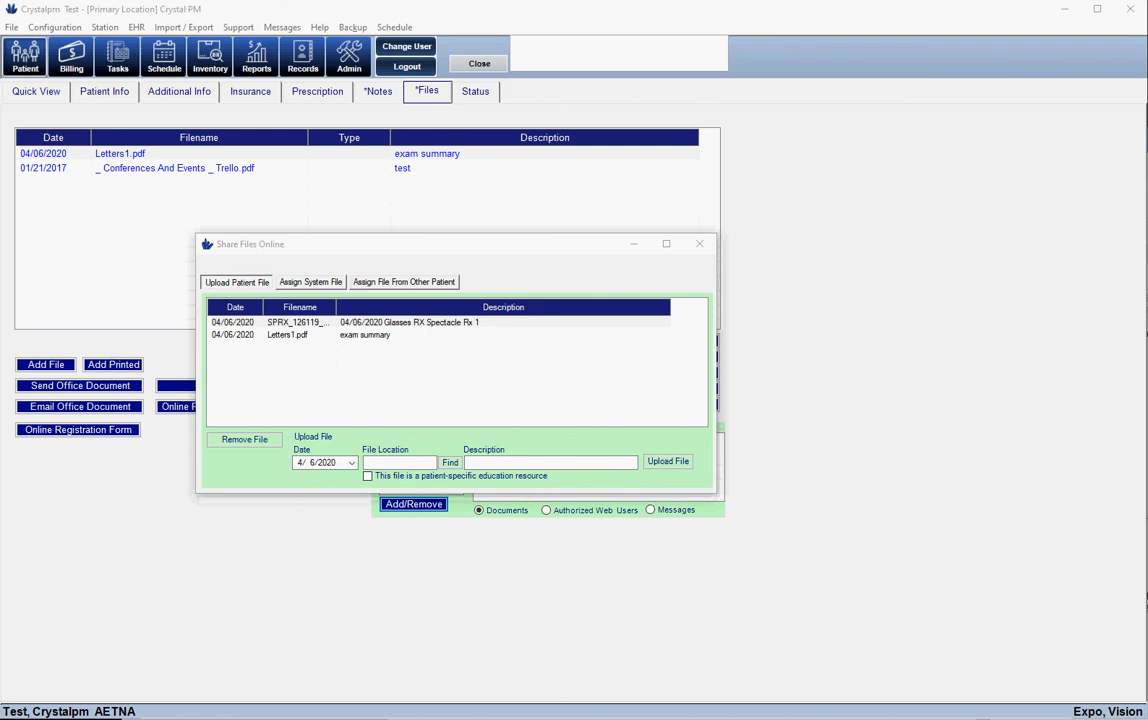 Crystalpm Test - [Primary Location] Crystal PM
File Configuration Station EHR Import / Export Support Messages Help Backup Schedule
Patient Billing Tasks Schedule Inventory Reports Records Admin Change User Logout Close
Quick View Patient Info Additional Info Insurance Prescription *Notes *Files Status
Date Filename Type Description
04/06/2020 Letters1.pdf exam summary
01/21/2017 _ Conferences And Events _ Trello.pdf test
Share Files Online
Upload Patient File Assign System File Assign File From Other Patient
Date Filename Description
04/06/2020 SPRX_126119_... 04/06/2020 Glasses RX Spectacle Rx 1
04/06/2020 Letters1.pdf exam summary
Add File Add Printed
Send Office Document
Email Office Document Online
Online Registration Form
Remove File Upload File
Date File Location Description
4/ 6/2020 Find Upload File
This file is a patient-specific education resource
Add/Remove Documents Authorized Web Users Messages
Test, Crystalpm AETNA Expo, Vision